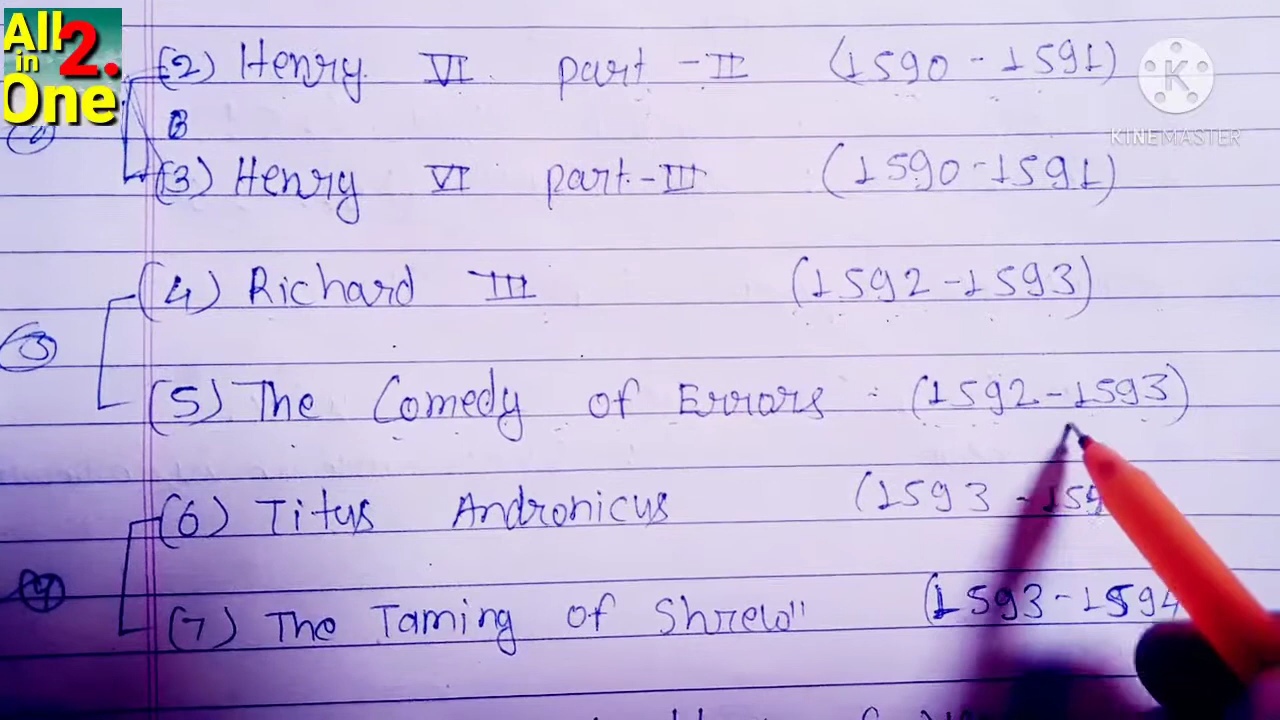 All 2.
in
One
(2) Henry VI part - II (1590 - 1591)
B
(3) Henry VI part - III (1590 - 1591)
KINEMASTER
(4) Richard III (1592 - 1593)
(5) The Comedy of Errors : (1592 - 1593)
(6) Titus Andronicus (1593 - 159
(7) The Taming of Shrew" (1593 - 1594